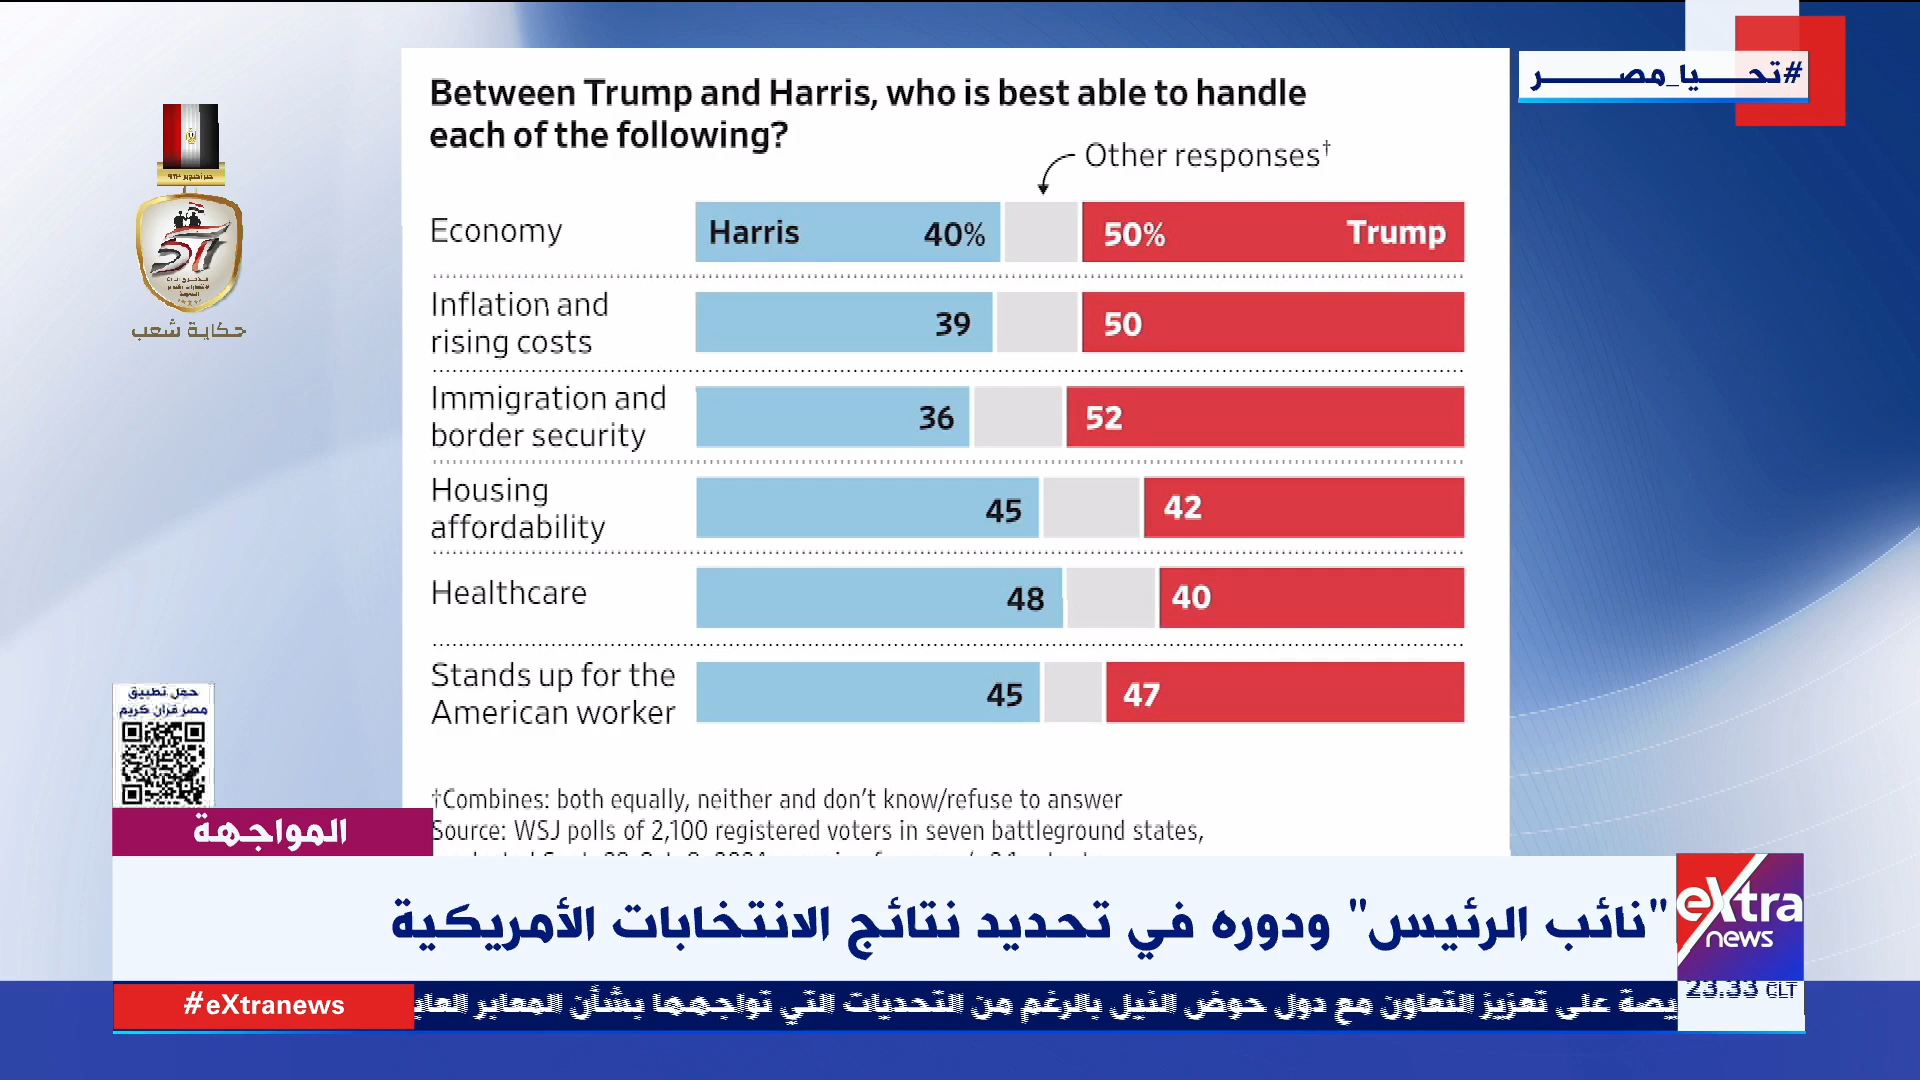 #تحـــيا_مصـــــر
Between Trump and Harris, who is best able to handle
each of the following?
Other responses†
Economy
Harris 40% 50% Trump
Inflation and
rising costs
39 50
Immigration and
border security
36 52
Housing
affordability
45 42
Healthcare
48 40
Stands up for the
American worker
45 47
†Combines: both equally, neither and don't know/refuse to answer
Source: WSJ polls of 2,100 registered voters in seven battleground states,
حكاية شعب
حمل تطبيق
مصر قرآن كريم
المواجهة
"نائب الرئيس" ودوره في تحديد نتائج الانتخابات الأمريكية
eXtra
news
#eXtranews
يصة على تعزيز التعاون مع دول حوض النيل بالرغم من التحديات التي تواجهها بشأن المعابر العاب
23:33 CLT